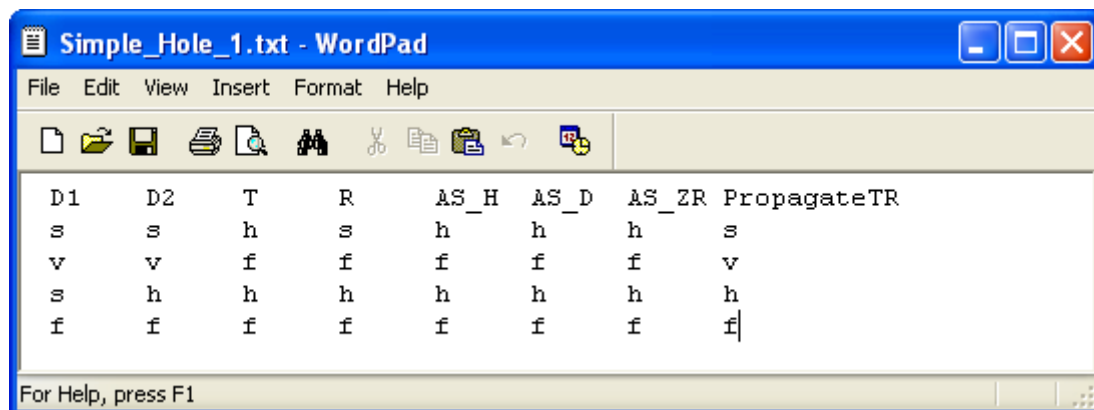 Simple_Hole_1.txt - WordPad
File Edit View Insert Format Help
D1 D2 T R AS_H AS_D AS_ZR PropagateTR
s s h s h h h s
v v f f f f f v
s h h h h h h h
f f f f f f f f
For Help, press F1